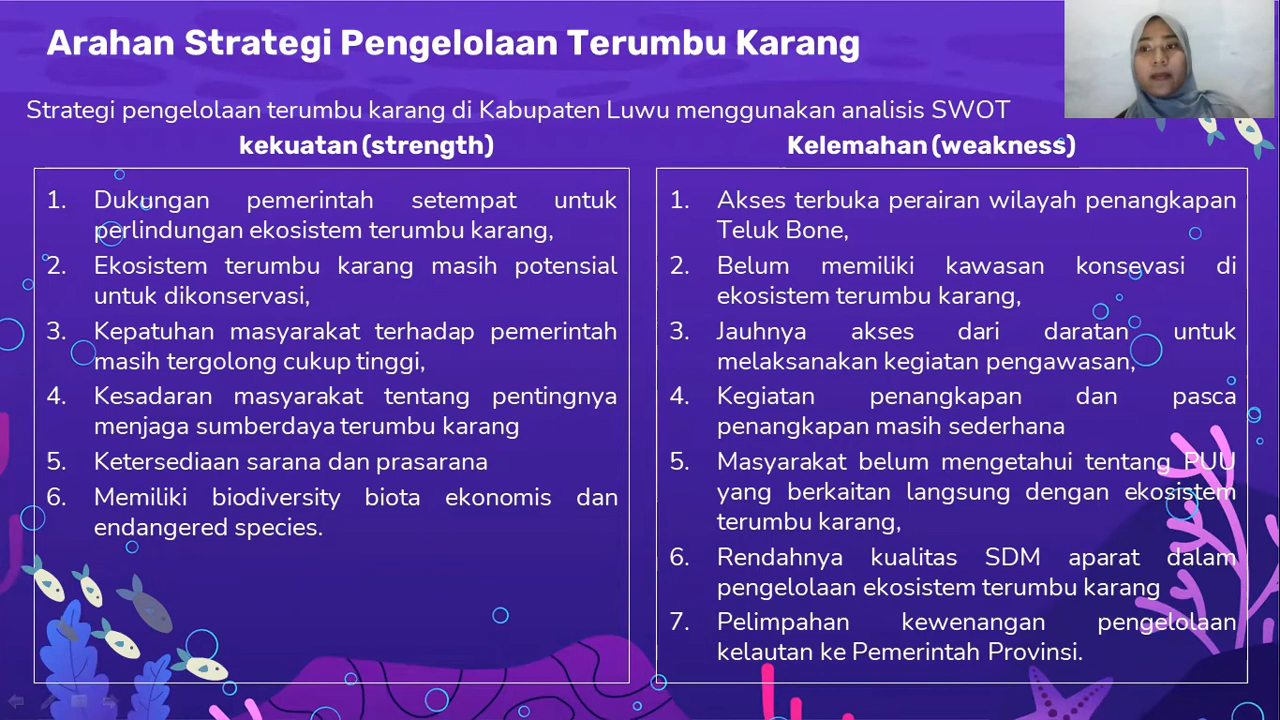 Arahan Strategi Pengelolaan Terumbu Karang
Strategi pengelolaan terumbu karang di Kabupaten Luwu menggunakan analisis SWOT
kekuatan (strength)
1. Dukungan pemerintah setempat untuk
perlindungan ekosistem terumbu karang,
2. Ekosistem terumbu karang masih potensial
untuk dikonservasi,
3. Kepatuhan masyarakat terhadap pemerintah
masih tergolong cukup tinggi,
4. Kesadaran masyarakat tentang pentingnya
menjaga sumberdaya terumbu karang
5. Ketersediaan sarana dan prasarana
6. Memiliki biodiversity biota ekonomis dan
endangered species.
Kelemahan (weakness)
1. Akses terbuka perairan wilayah penangkapan
Teluk Bone,
2. Belum memiliki kawasan konsevasi di
ekosistem terumbu karang,
3. Jauhnya akses dari daratan untuk
melaksanakan kegiatan pengawasan,
4. Kegiatan penangkapan dan pasca
penangkapan masih sederhana
5. Masyarakat belum mengetahui tentang PUU
yang berkaitan langsung dengan ekosistem
terumbu karang,
6. Rendahnya kualitas SDM aparat dalam
pengelolaan ekosistem terumbu karang
7. Pelimpahan kewenangan pengelolaan
kelautan ke Pemerintah Provinsi.